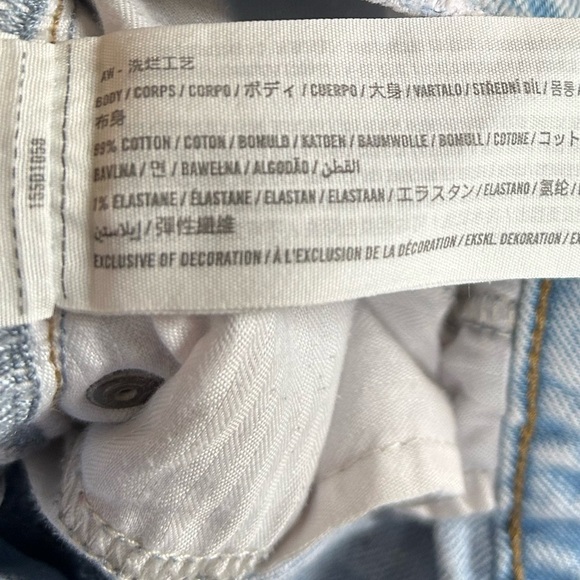 AW - 洗烂工艺
BODY / CORPS / CORPO / ボディ / CUERPO / 大身 / VARTALO / STŘEDNÍ DÍL / 몸통 /
布身
99% COTTON / COTON / BOMULD / KATOEN / BAUMWOLLE / BOMULL / COTONE / コット
BAVLNA / 면 / BAWEŁNA / ALGODÃO / القطن
1% ELASTANE / ÉLASTANE / ELASTAN / ELASTAAN / エラスタン / ELASTANO / 氨纶 /
إيلاستين / 彈性纖維
EXCLUSIVE OF DECORATION / À L'EXCLUSION DE LA DÉCORATION / EKSKL. DEKORATION / EX